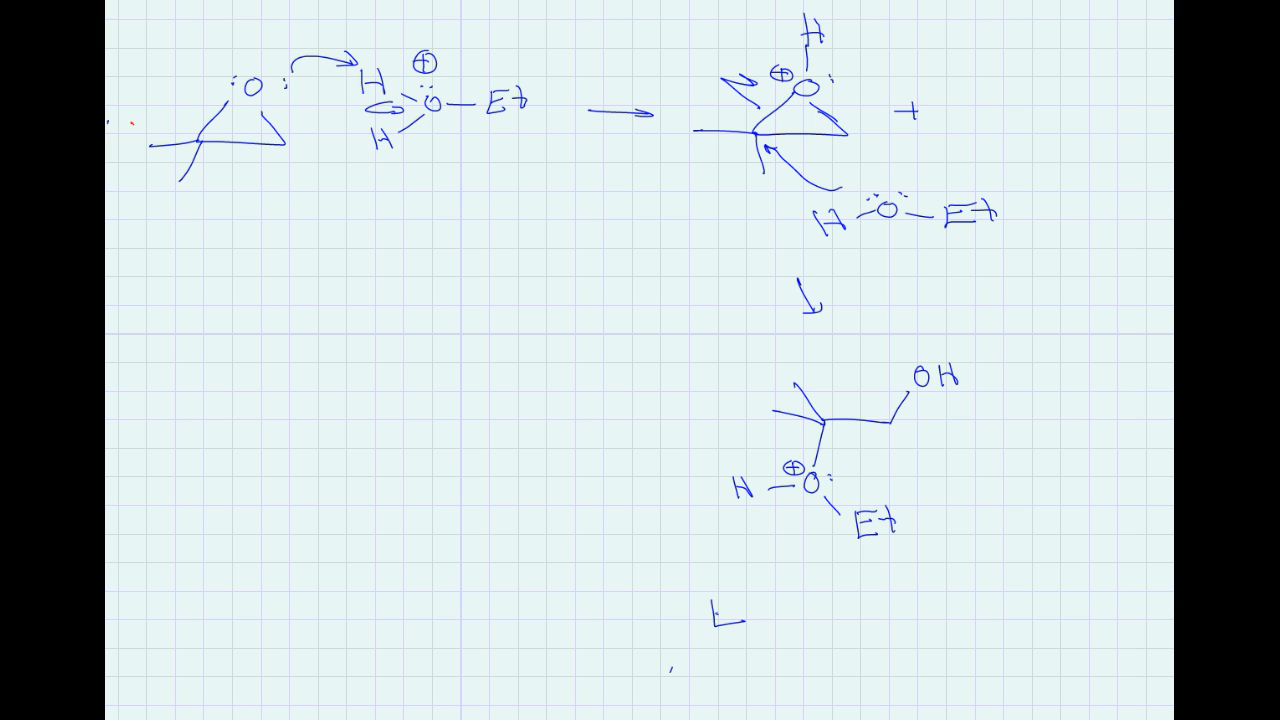 :O: H ⊕ Ö — Et
H
H
⊕ O: +
H — Ö — Et
OH
H — ⊕ O:
Et